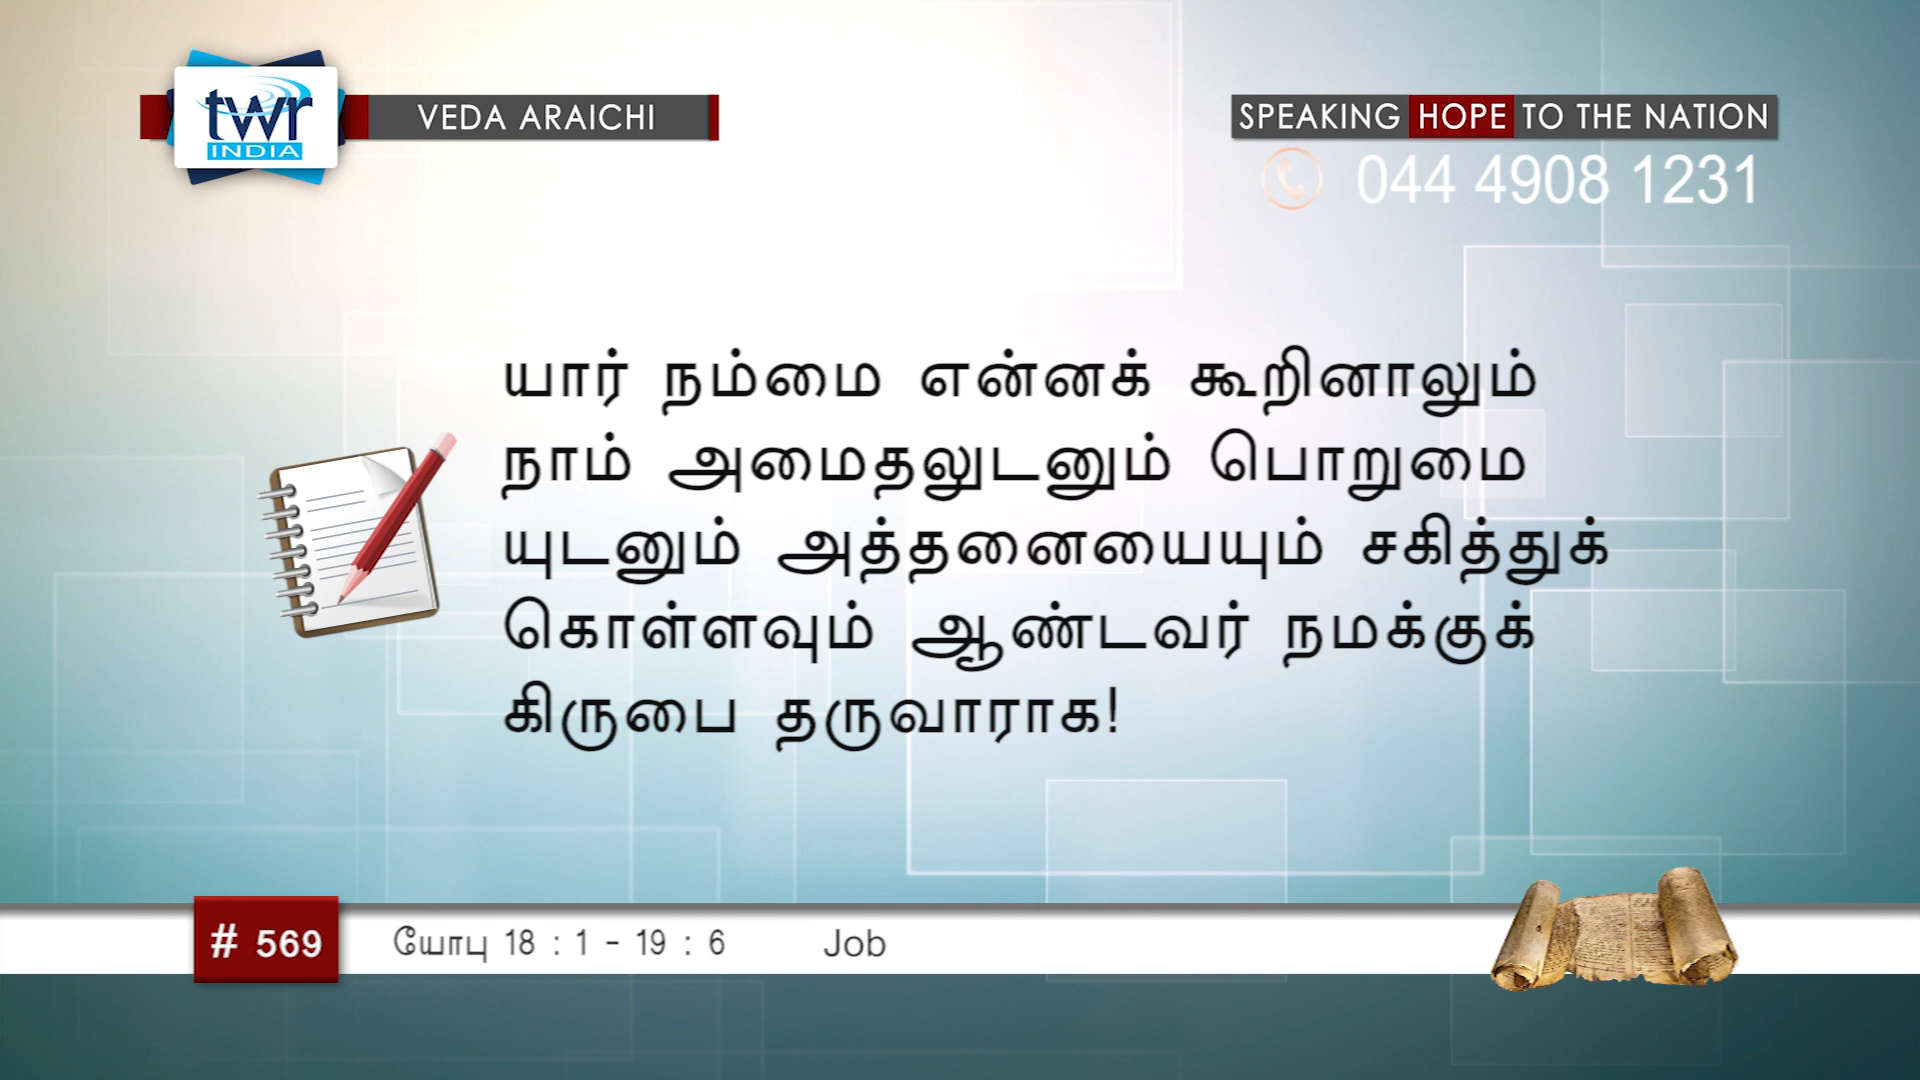 twr
INDIA
VEDA ARAICHI
SPEAKING HOPE TO THE NATION
044 4908 1231
யார் நம்மை என்னக் கூறினாலும்
நாம் அமைதலுடனும் பொறுமை
யுடனும் அத்தனையையும் சகித்துக்
கொள்ளவும் ஆண்டவர் நமக்குக்
கிருபை தருவாராக!
# 569
யோபு 18 : 1 - 19 : 6 Job